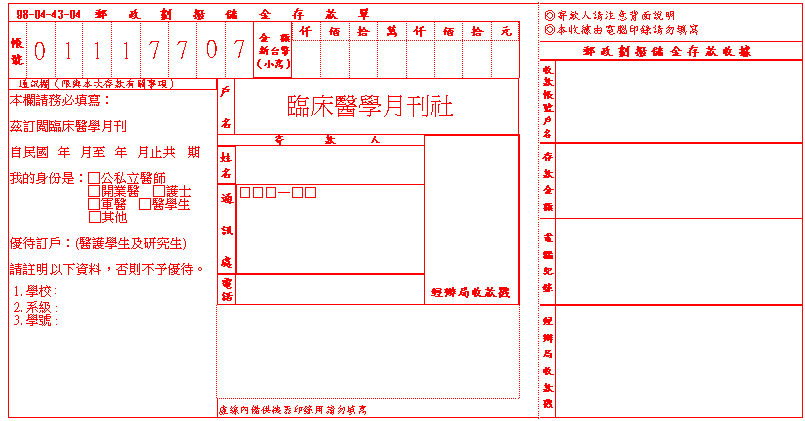 98-04-43-04 郵政劃撥儲金存款單
帳號 01117707
金額新台幣(小寫) 仟 佰 拾 萬 仟 佰 拾 元
通訊欄(限與本次存款有關事項)
本欄請務必填寫：
茲訂閱臨床醫學月刊
自民國 年 月至 年 月止共 期
我的身份是：□公私立醫師
□開業醫 □護士
□軍醫 □醫學生
□其他
優待訂戶：(醫護學生及研究生)
請註明以下資料，否則不予優待。
1. 學校：
2. 系級：
3. 學號：
戶名 臨床醫學月刊社
寄款人
姓名
通訊處 □□□—□□
電話
經辦局收款戳
虛線內備供機器印錄用請勿填寫
◎寄款人請注意背面說明
◎本收據由電腦印錄請勿填寫
郵政劃撥儲金存款收據
收款帳號戶名
存款金額
電腦紀錄
經辦局收款戳